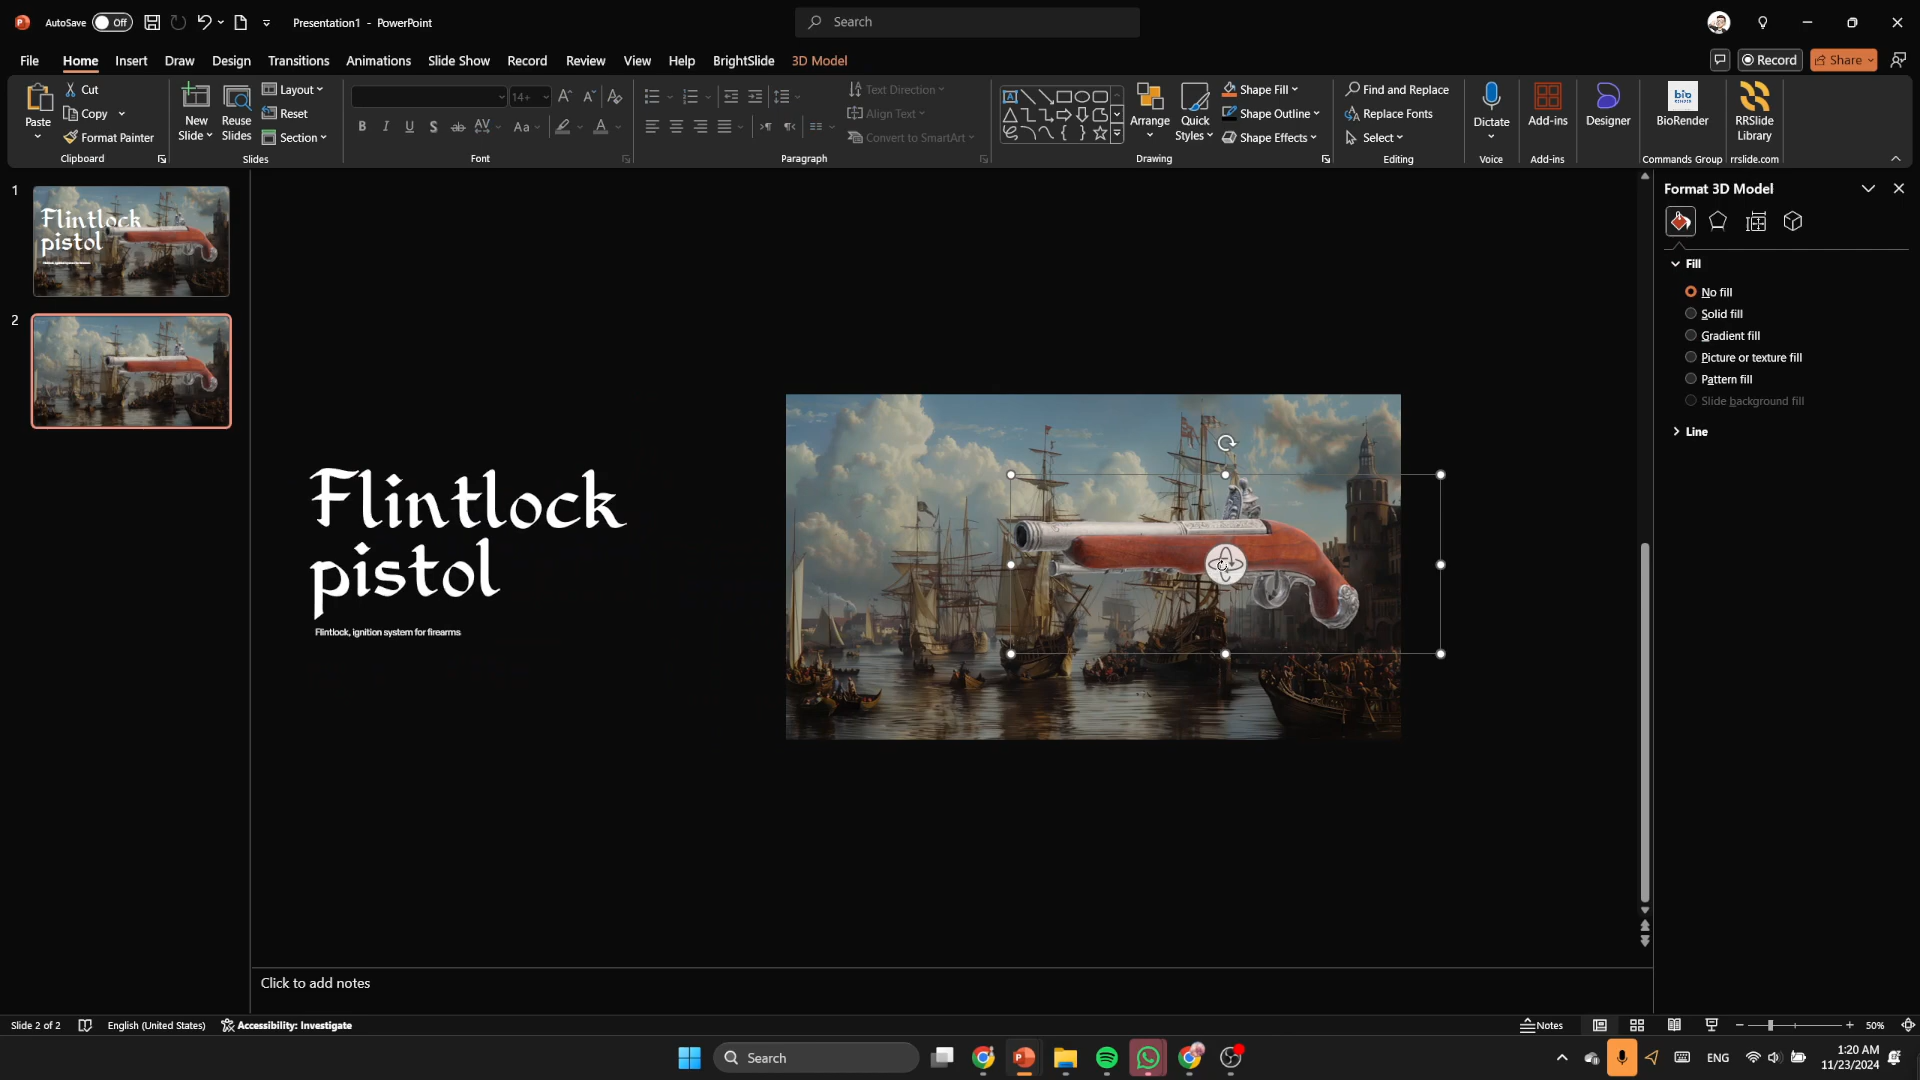 AutoSave Off Presentation1 - PowerPoint Search
File Home Insert Draw Design Transitions Animations Slide Show Record Review View Help BrightSlide 3D Model Record Share
Paste
Cut
Copy
Format Painter
Clipboard
New Slide
Reuse Slides
Layout
Reset
Section
Slides
14+
Aa
Font
Text Direction
Align Text
Convert to SmartArt
Paragraph
Arrange
Quick Styles
Shape Fill
Shape Outline
Shape Effects
Drawing
Find and Replace
Replace Fonts
Select
Editing
Dictate
Voice
Add-ins
Add-ins
Designer
bio
BioRender
Commands Group
RRSlide Library
rrslide.com
1
Flintlock
pistol
2
Flintlock
pistol
Flintlock, ignition system for firearms
Format 3D Model
Fill
No fill
Solid fill
Gradient fill
Picture or texture fill
Pattern fill
Slide background fill
Line
Click to add notes
Slide 2 of 2 English (United States) Accessibility: Investigate Notes 50%
Search ENG 1:20 AM
11/23/2024